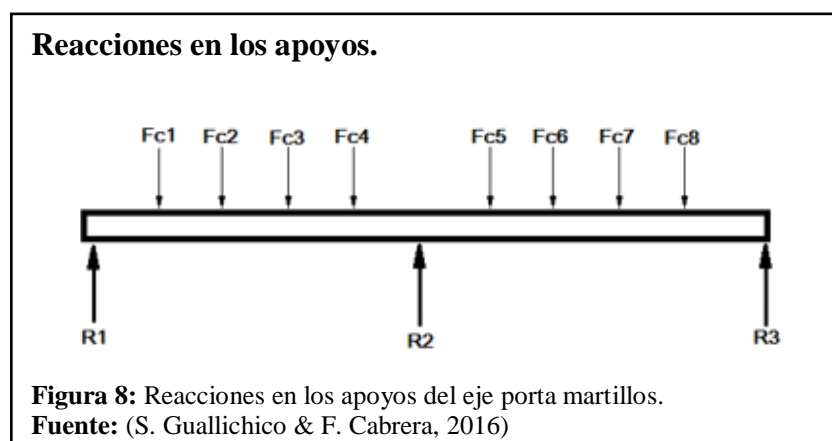 Reacciones en los apoyos.
Fc1 Fc2 Fc3 Fc4 Fc5 Fc6 Fc7 Fc8
R1 R2 R3
Figura 8: Reacciones en los apoyos del eje porta martillos.
Fuente: (S. Guallichico & F. Cabrera, 2016)